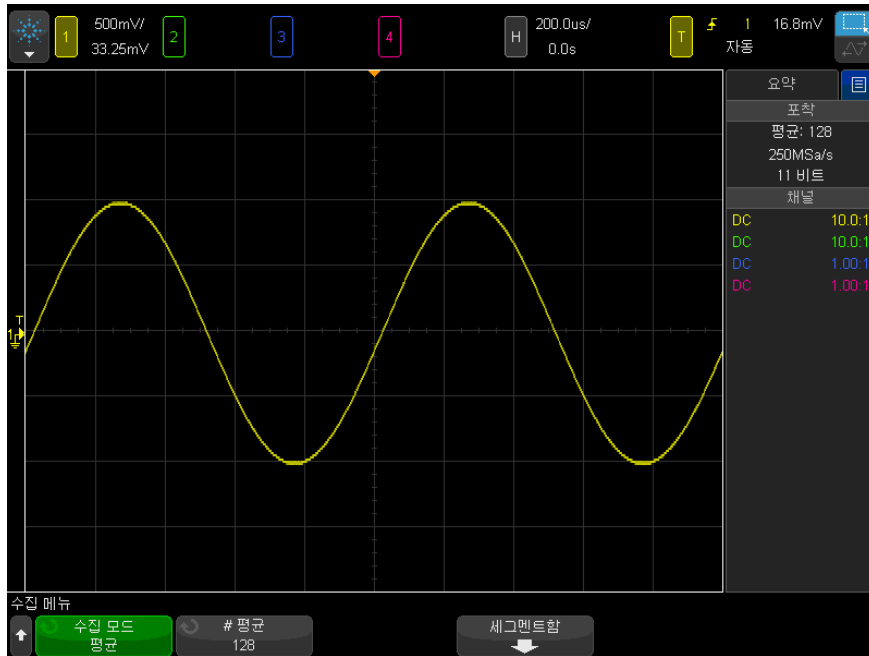 1 500mV/ 2 3 4 H 200.0us/ T 1 16.8mV
33.25mV 0.0s 자동
요약
포착
평균: 128
250MSa/s
11 비트
채널
DC 10.0:1
DC 10.0:1
DC 1.00:1
DC 1.00:1
T
1
수집 메뉴
수집 모드 # 평균 세그멘트함
평균 128